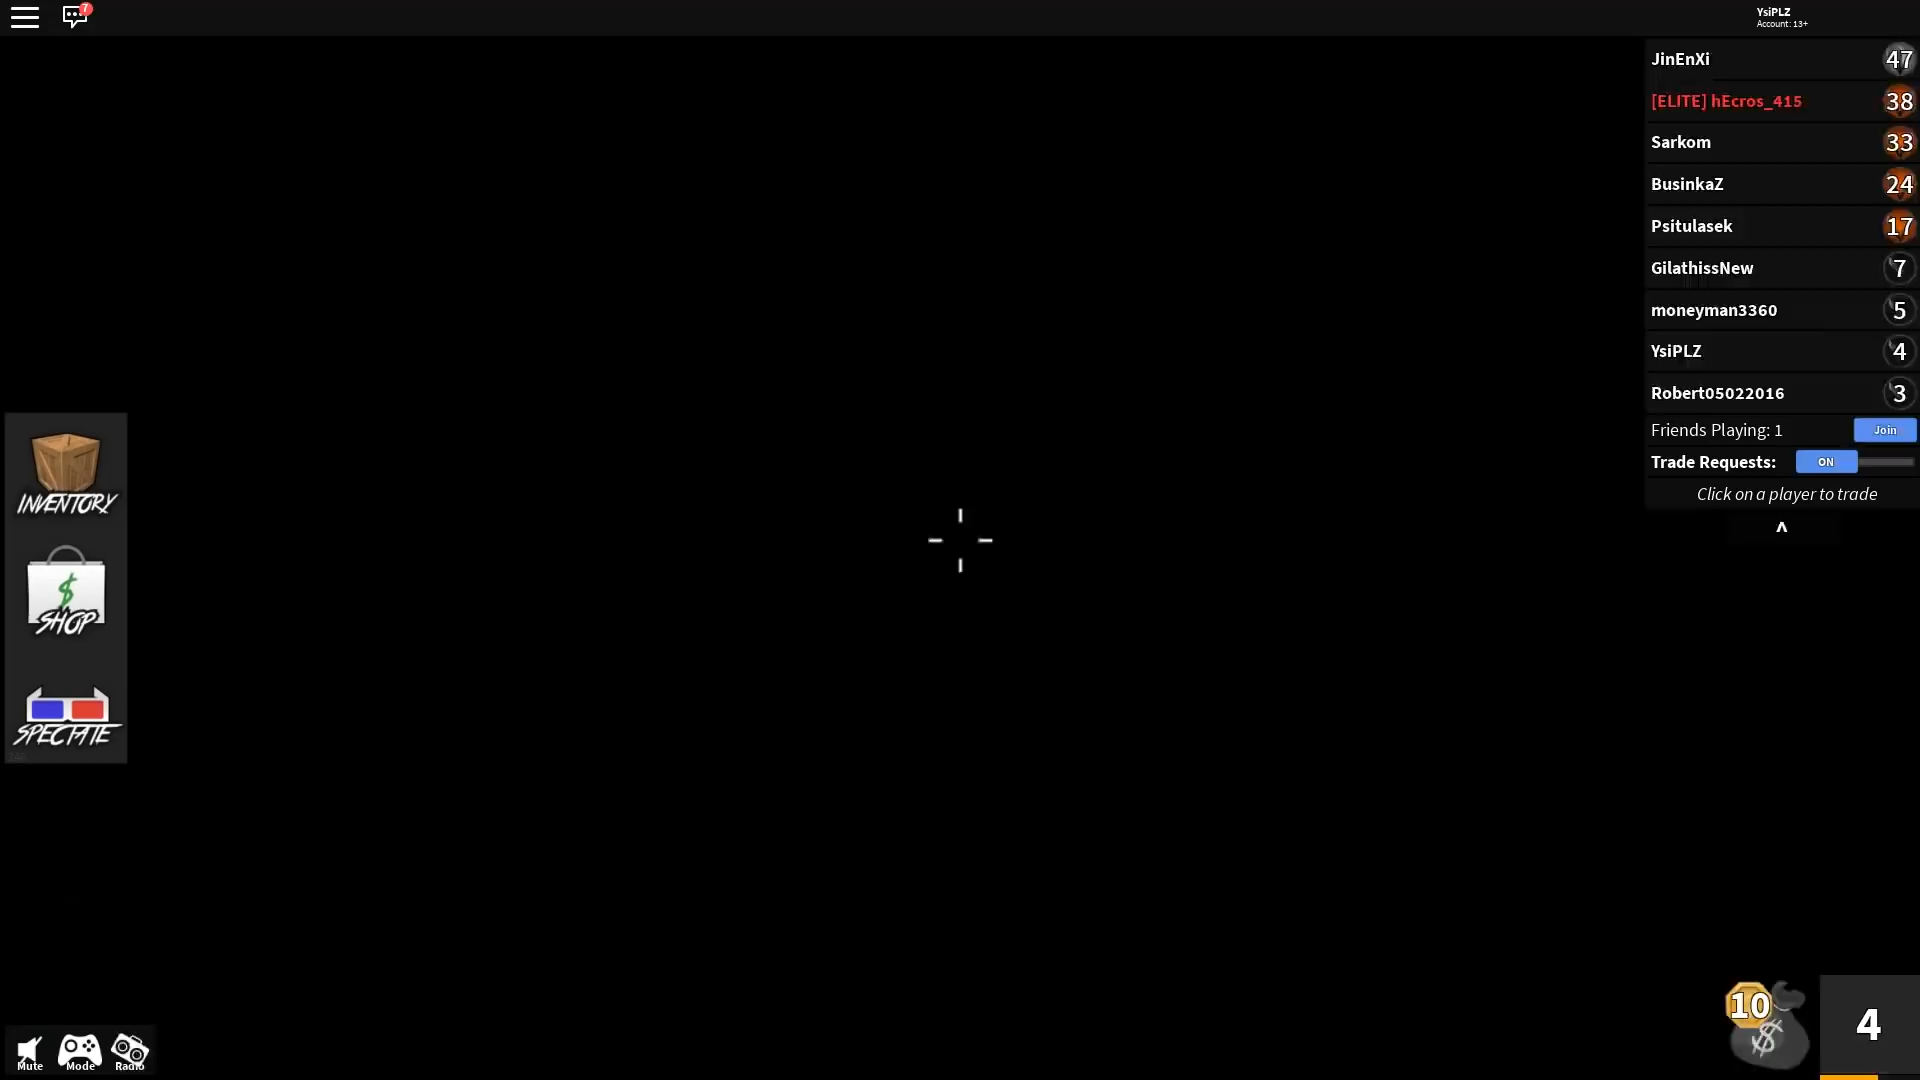 7
YsiPLZ
Account: 13+
JinEnXi 47
[ELITE] hEcros_415 38
Sarkom 33
BusinkaZ 24
Psitulasek 17
GilathissNew 7
moneyman3360 5
YsiPLZ 4
Robert05022016 3
Friends Playing: 1 Join
Trade Requests: ON
Click on a player to trade
^
INVENTORY
$
SHOP
SPECTATE
10
$
4
Mute Mode Radio